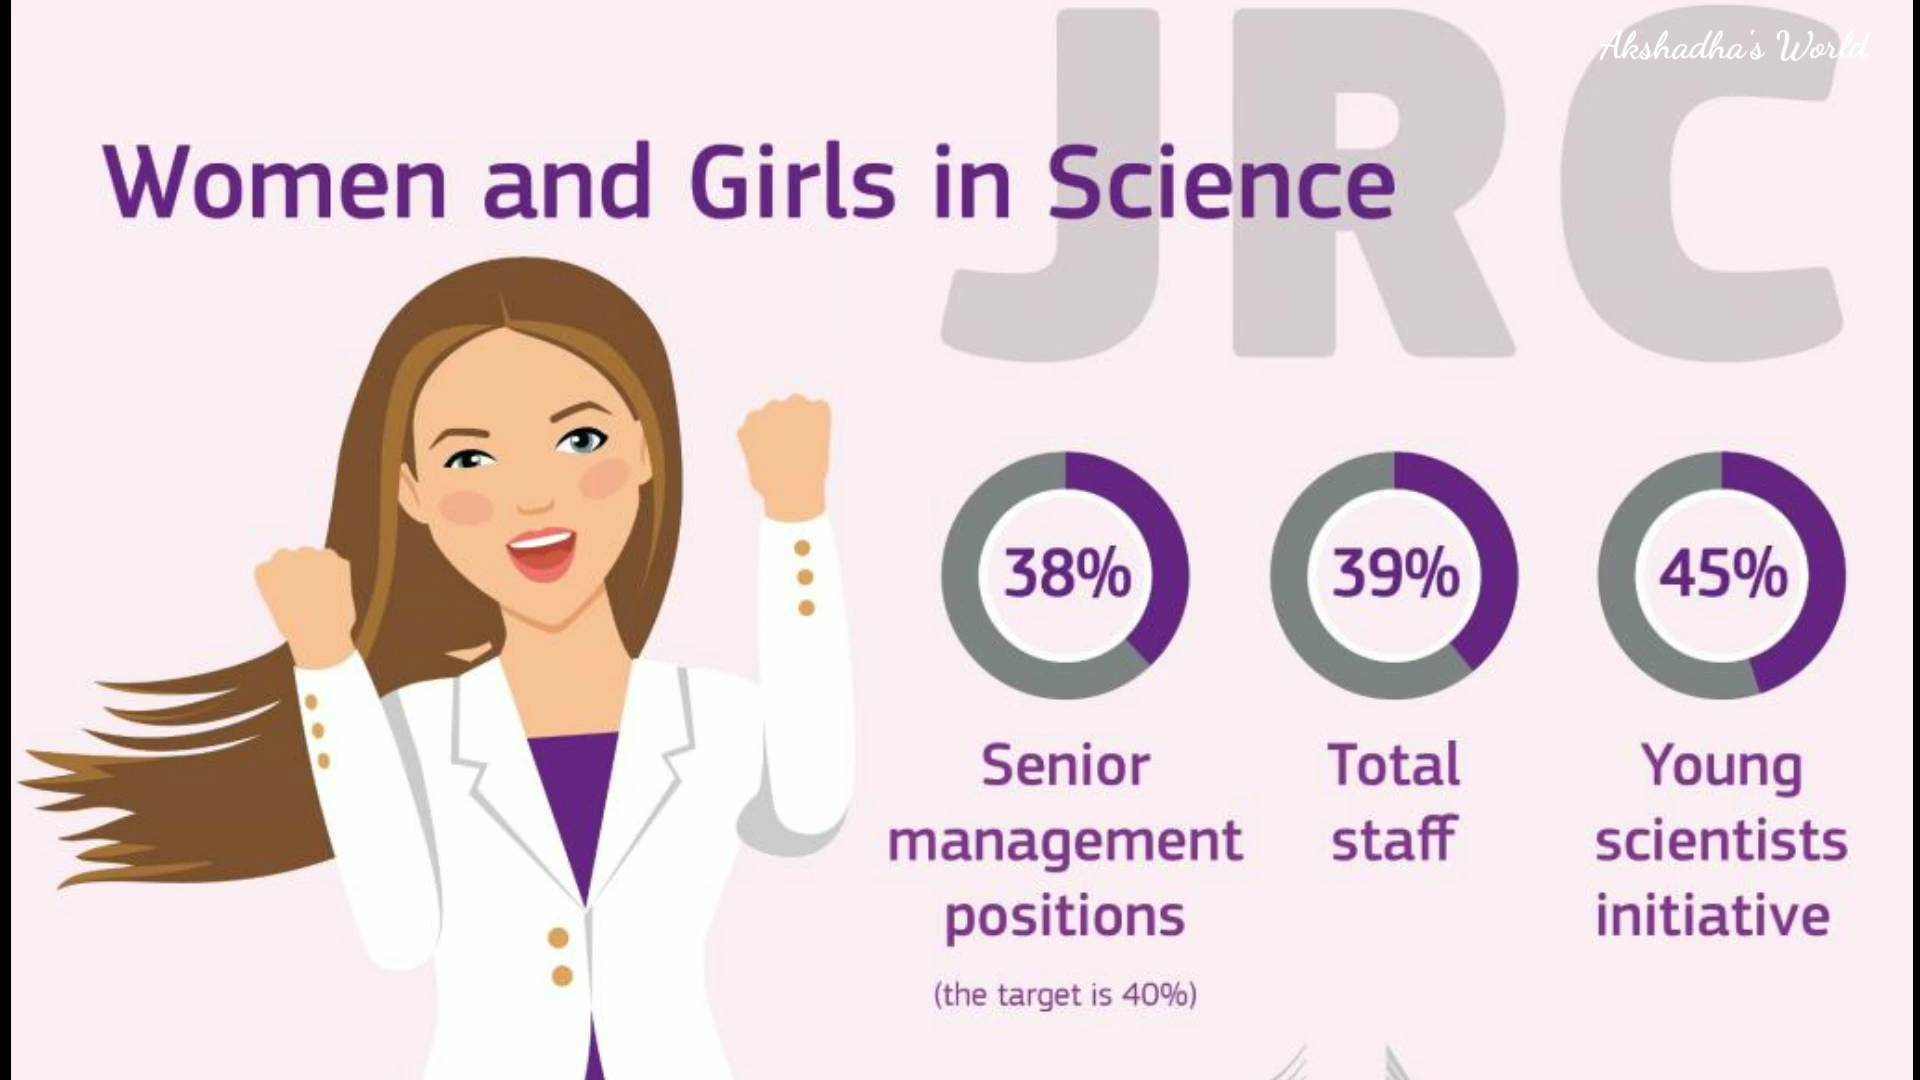 JRC
Akshadha's World
Women and Girls in Science
38%
39%
45%
Senior
management
positions
(the target is 40%)
Total
staff
Young
scientists
initiative